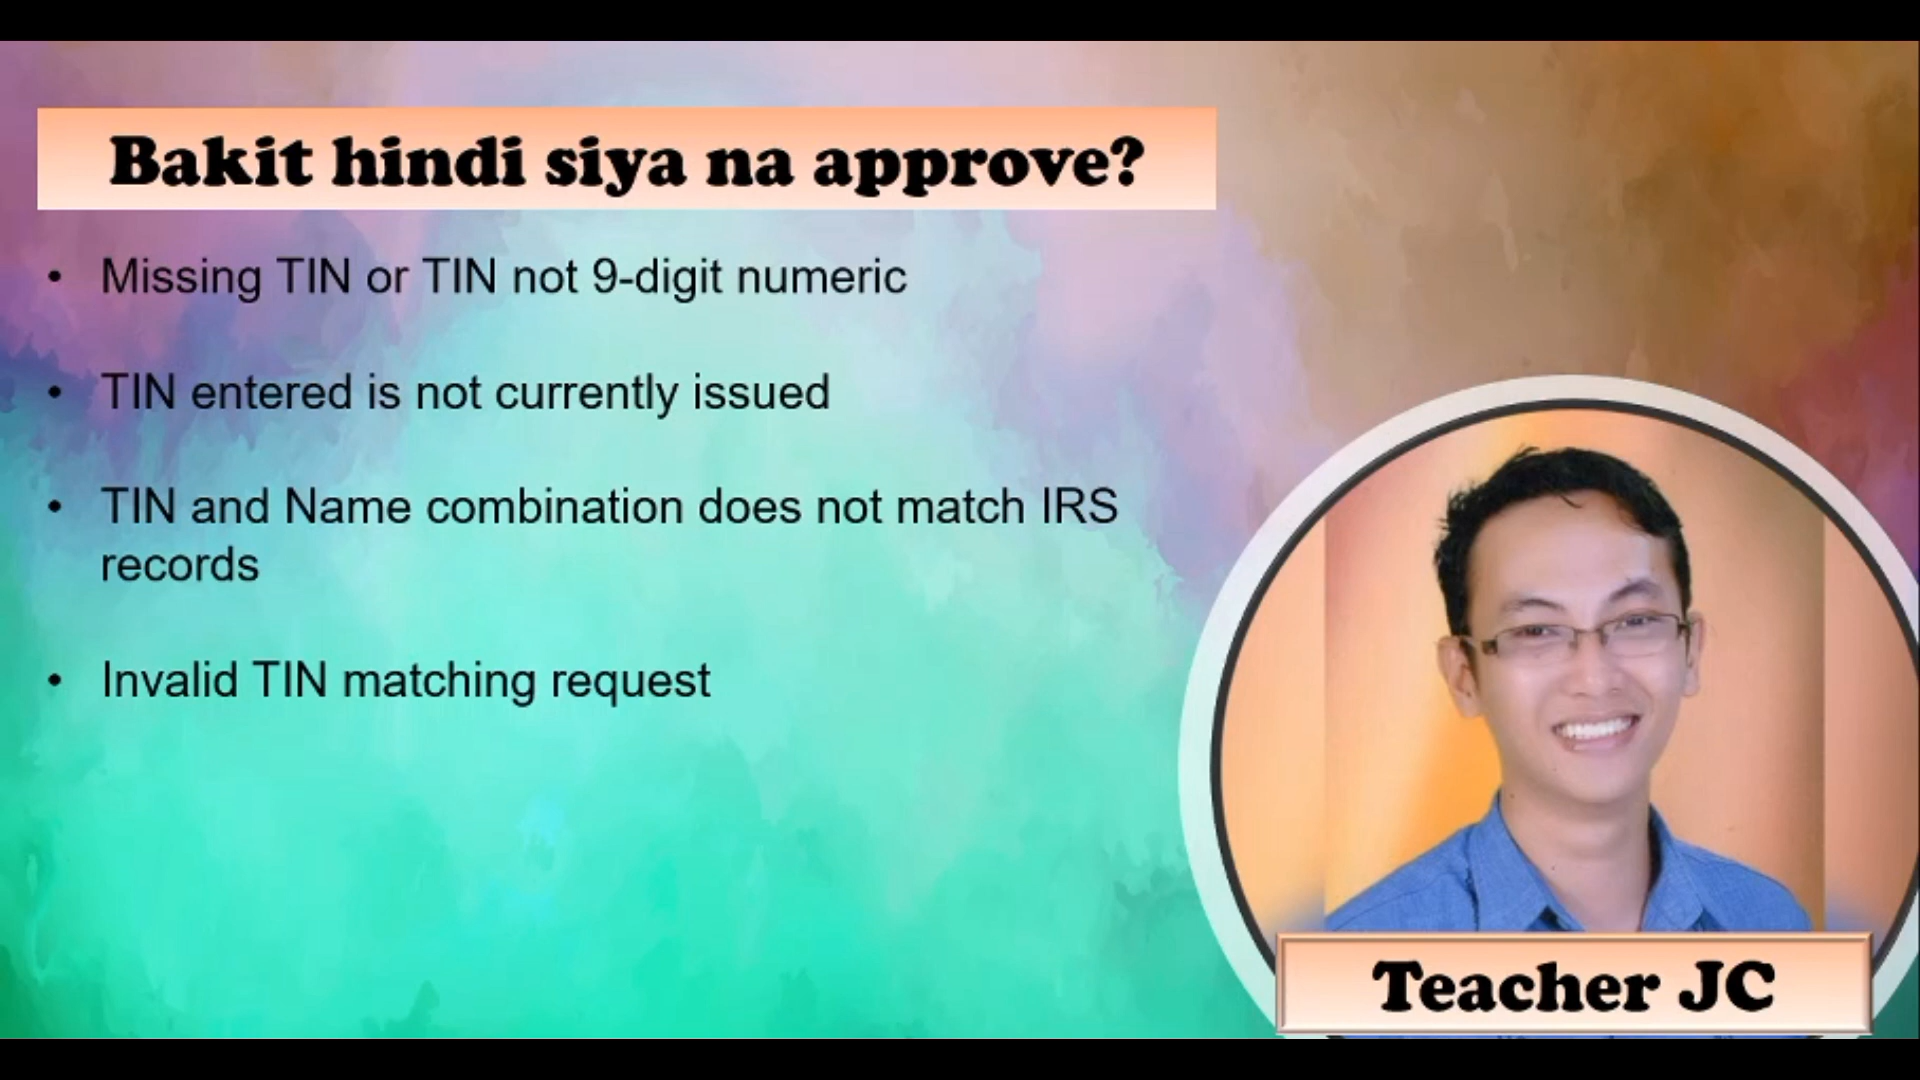 Bakit hindi siya na approve?
• Missing TIN or TIN not 9-digit numeric
• TIN entered is not currently issued
• TIN and Name combination does not match IRS
records
• Invalid TIN matching request
Teacher JC